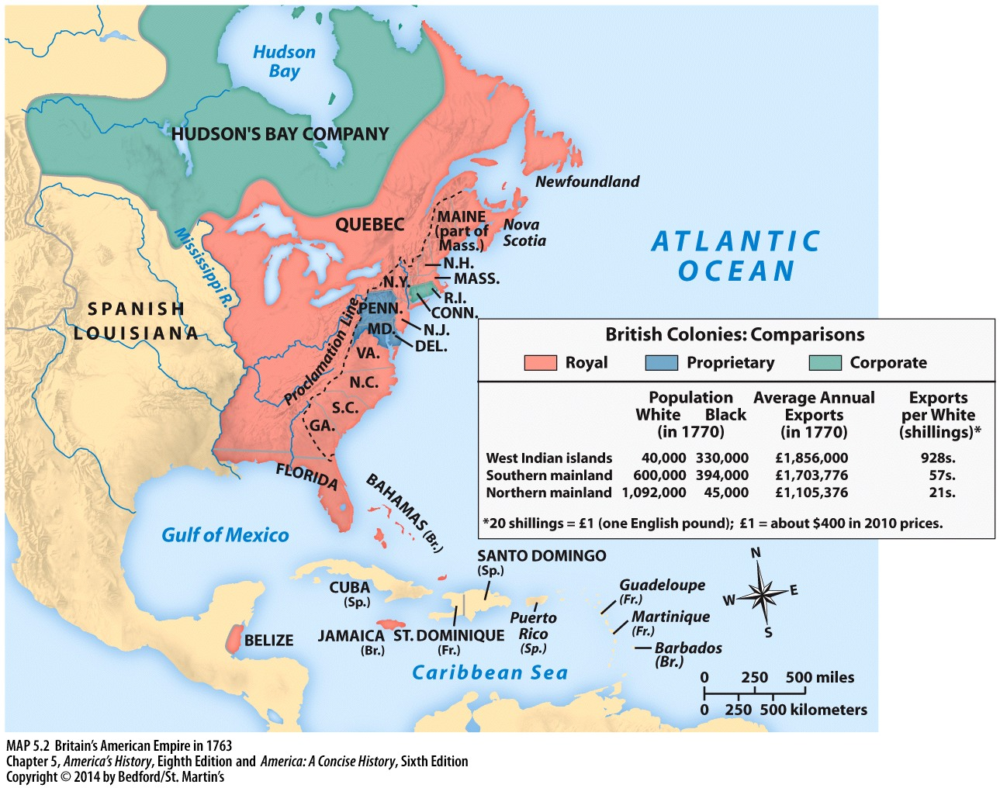 Hudson
Bay
HUDSON'S BAY COMPANY
Newfoundland
QUEBEC
MAINE
(part of
Mass.)
Nova
Scotia
Mississippi R.
ATLANTIC
OCEAN
N.H.
MASS.
N.Y.
R.I.
CONN.
PENN.
N.J.
MD.
DEL.
SPANISH
LOUISIANA
Proclamation Line
VA.
N.C.
S.C.
GA.
FLORIDA
BAHAMAS (Br.)
Gulf of Mexico
British Colonies: Comparisons
Royal Proprietary Corporate
Population Average Annual Exports
White Black Exports per White
(in 1770) (in 1770) (shillings)*
West Indian islands 40,000 330,000 £1,856,000 928s.
Southern mainland 600,000 394,000 £1,703,776 57s.
Northern mainland 1,092,000 45,000 £1,105,376 21s.
*20 shillings = £1 (one English pound); £1 = about $400 in 2010 prices.
SANTO DOMINGO
(Sp.)
CUBA
(Sp.)
Puerto
Rico
(Sp.)
Guadeloupe
(Fr.)
Martinique
(Fr.)
Barbados
(Br.)
BELIZE
JAMAICA
(Br.)
ST. DOMINIQUE
(Fr.)
Caribbean Sea
N
W E
S
0 250 500 miles
0 250 500 kilometers
MAP 5.2 Britain's American Empire in 1763
Chapter 5, America's History, Eighth Edition and America: A Concise History, Sixth Edition
Copyright © 2014 by Bedford/St. Martin's